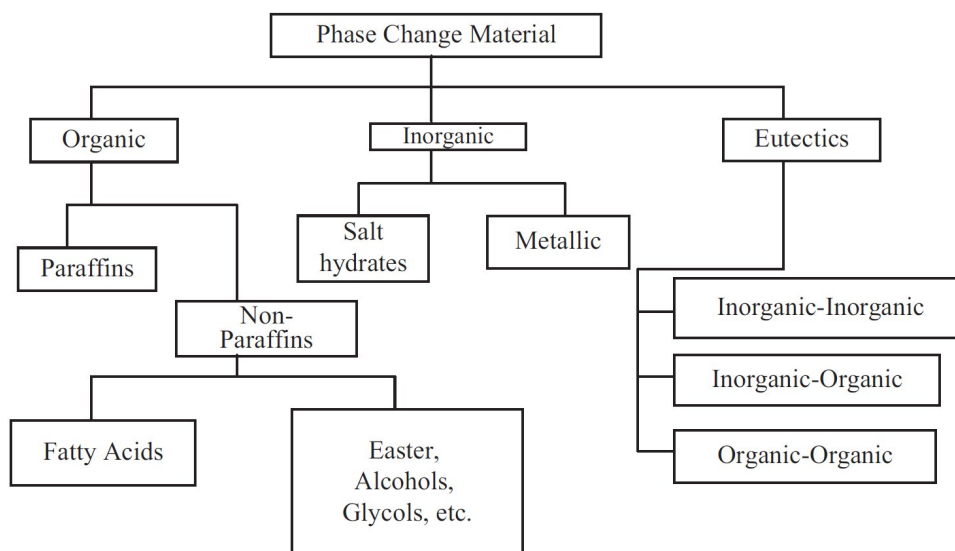 Phase Change Material
Organic
Inorganic
Eutectics
Paraffins
Salt
hydrates
Metallic
Non-
Paraffins
Inorganic-Inorganic
Inorganic-Organic
Organic-Organic
Fatty Acids
Easter,
Alcohols,
Glycols, etc.